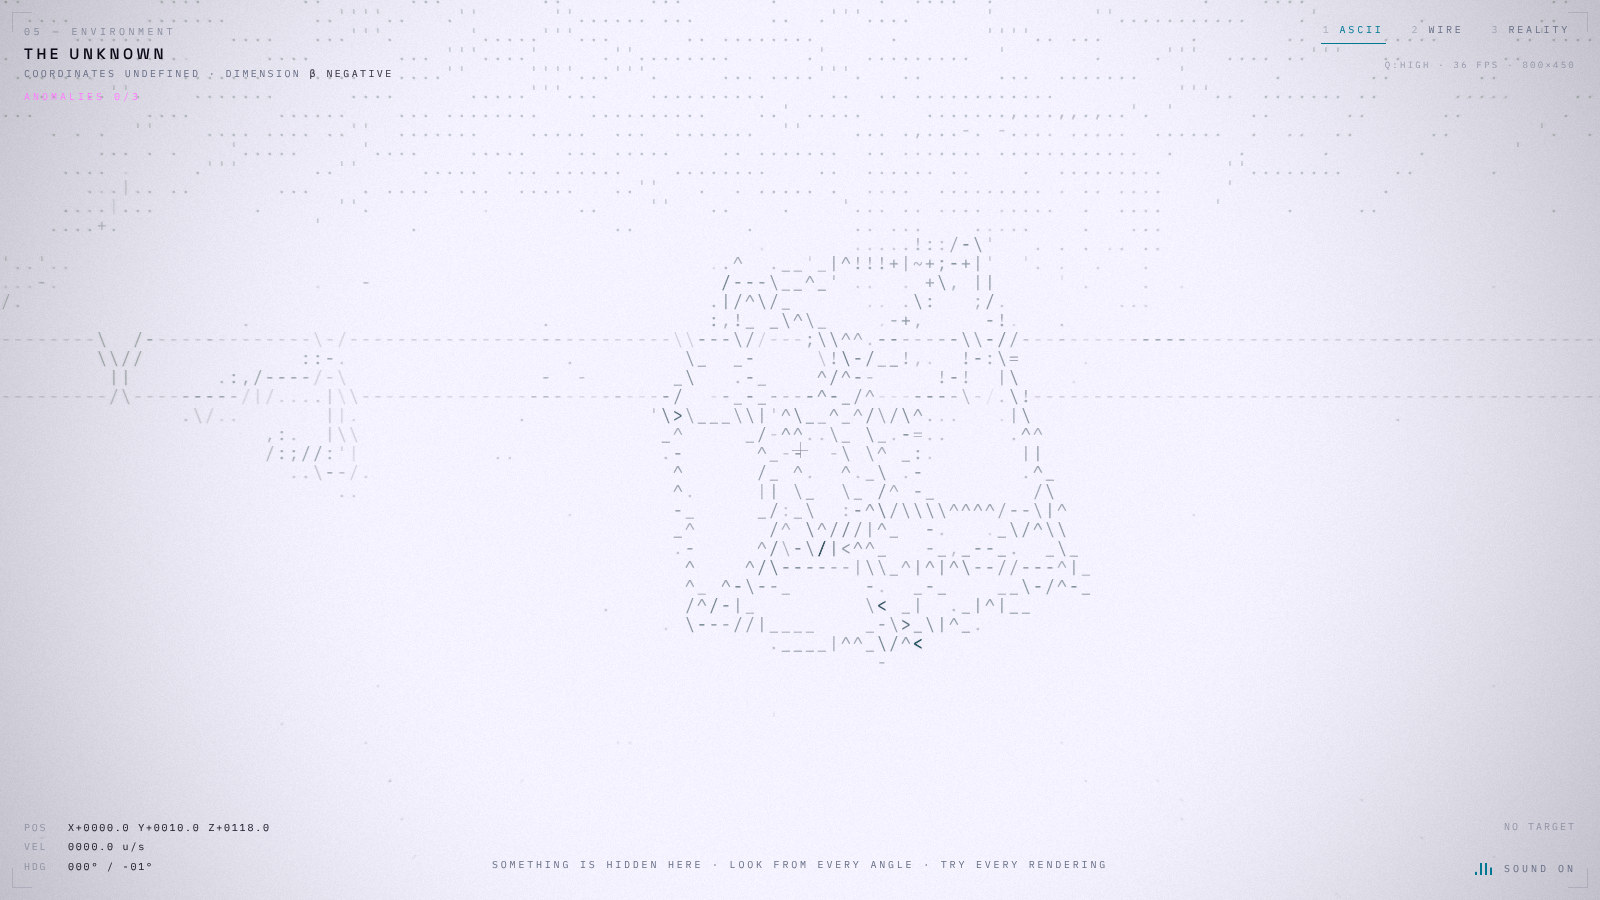 05 — ENVIRONMENT
THE UNKNOWN
COORDINATES UNDEFINED · DIMENSION β NEGATIVE
ANOMALIES 0/3
1 ASCII 2 WIRE 3 REALITY
Q:HIGH · 36 FPS · 800×450
POS X+0000.0 Y+0010.0 Z+0118.0
VEL 0000.0 u/s
HDG 000° / -01°
SOMETHING IS HIDDEN HERE · LOOK FROM EVERY ANGLE · TRY EVERY RENDERING
NO TARGET
SOUND ON